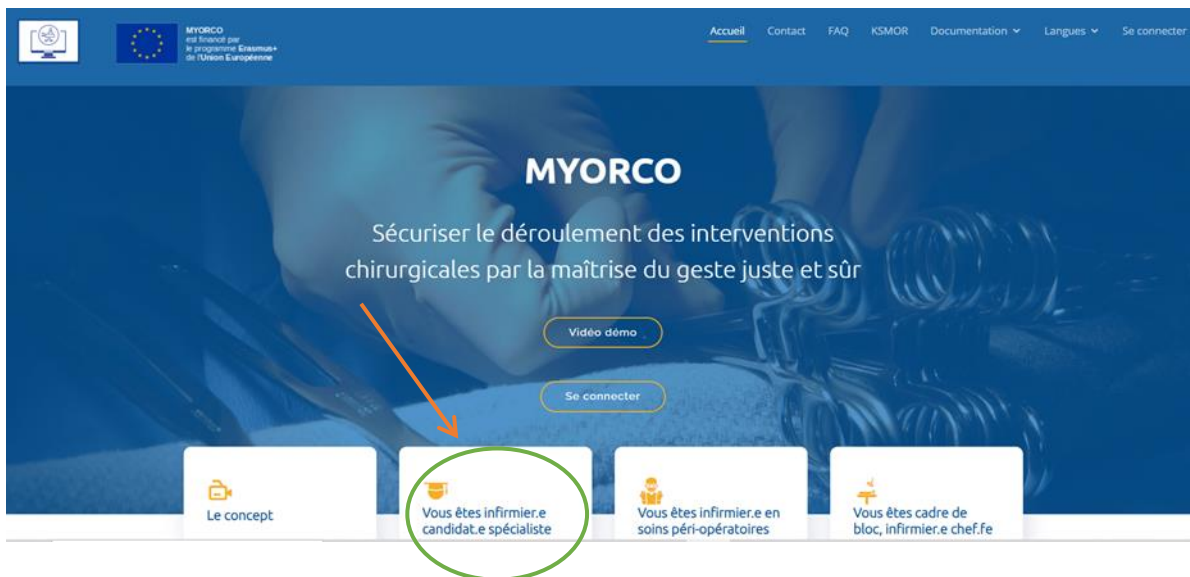 MYORCO
est financé par
le programme Erasmus+
de l'Union Européenne
Accueil Contact FAQ KSMOR Documentation Langues Se connecter
MYORCO
Sécuriser le déroulement des interventions
chirurgicales par la maîtrise du geste juste et sûr
Vidéo démo
Se connecter
Le concept
Vous êtes infirmier.e
candidat.e spécialiste
Vous êtes infirmier.e en
soins péri-opératoires
Vous êtes cadre de
bloc, infirmier.e chef.fe